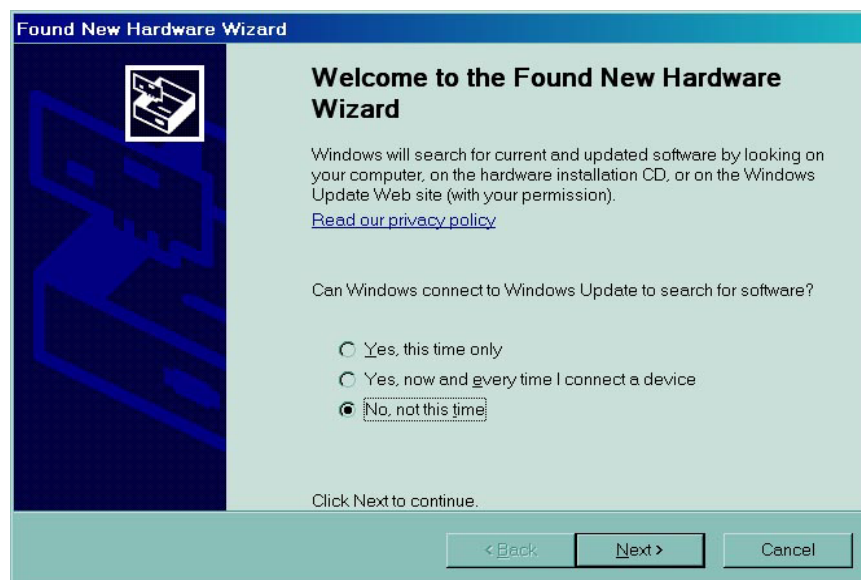 Found New Hardware Wizard
Welcome to the Found New Hardware
Wizard
Windows will search for current and updated software by looking on
your computer, on the hardware installation CD, or on the Windows
Update Web site (with your permission).
Read our privacy policy
Can Windows connect to Windows Update to search for software?
Yes, this time only
Yes, now and every time I connect a device
No, not this time
Click Next to continue.
< Back
Next >
Cancel